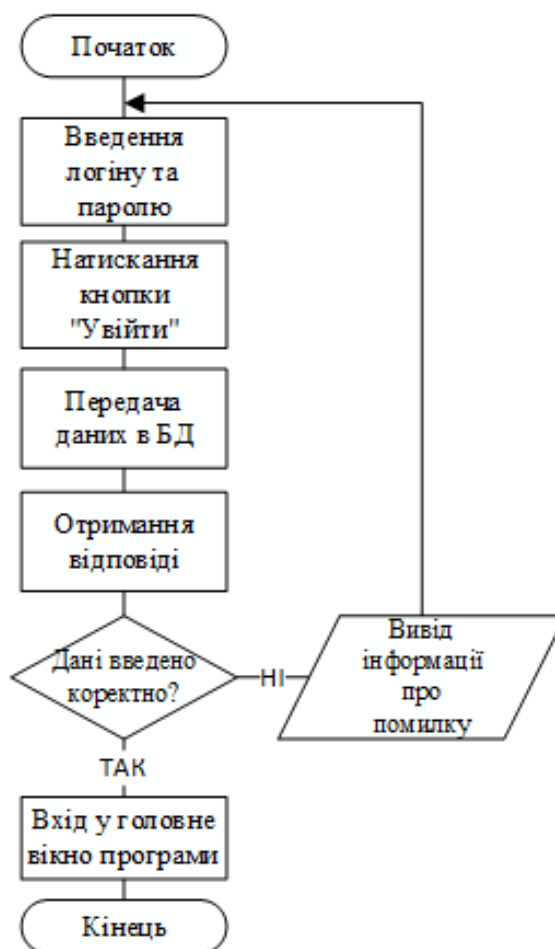 Початок
Введення
логіну та
паролю
Натискання
кнопки
"Увійти"
Передача
даних в БД
Отримання
відповіді
Дані введено
коректно?
НІ
Вивід
інформації
про
помилку
ТАК
Вхід у головне
вікно програми
Кінець